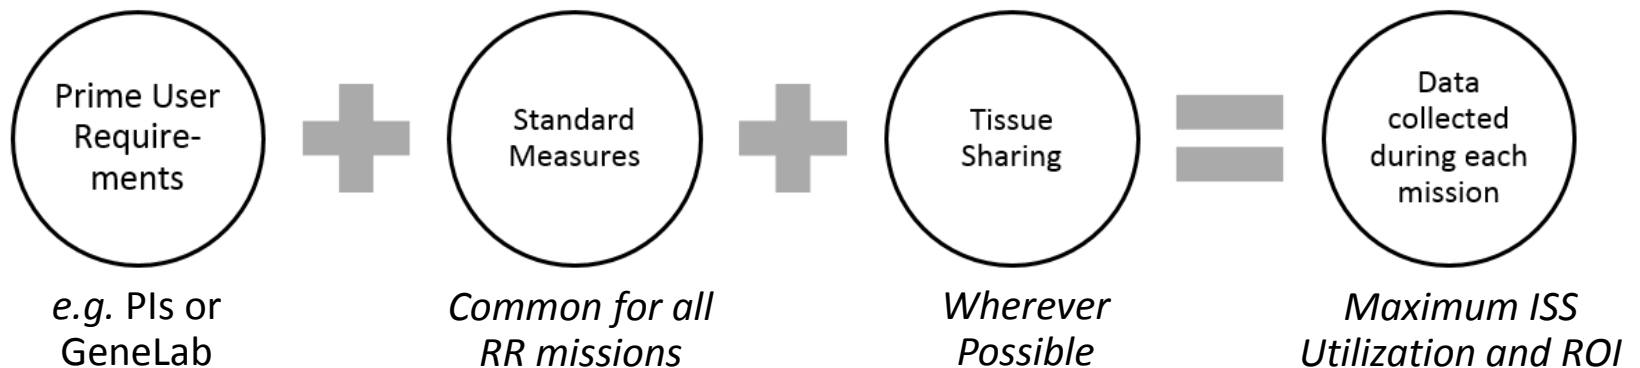 Prime User
Require-
ments
Standard
Measures
Tissue
Sharing
Data
collected
during each
mission
e.g. PIs or
GeneLab
Common for all
RR missions
Wherever
Possible
Maximum ISS
Utilization and ROI